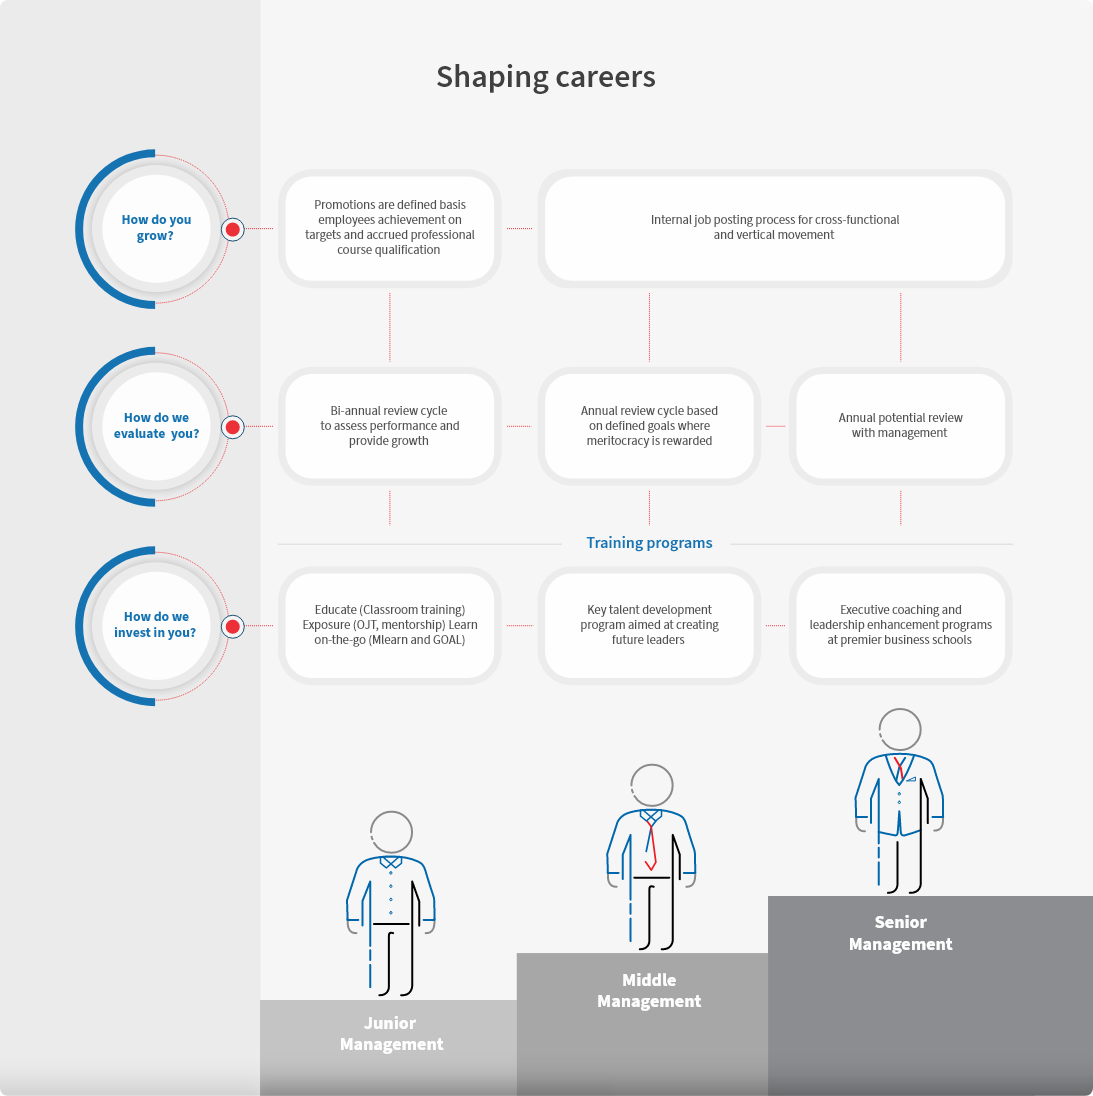 Shaping careers
How do you
grow?
Promotions are defined basis
employees achievement on
targets and accrued professional
course qualification
Internal job posting process for cross-functional
and vertical movement
How do we
evaluate  you?
Bi-annual review cycle
to assess performance and
provide growth
Annual review cycle based
on defined goals where
meritocracy is rewarded
Annual potential review
with management
Training programs
How do we
invest in you?
Educate (Classroom training)
Exposure (OJT, mentorship) Learn
on-the-go (Mlearn and GOAL)
Key talent development
program aimed at creating
future leaders
Executive coaching and
leadership enhancement programs
at premier business schools
Junior
Management
Middle
Management
Senior
Management